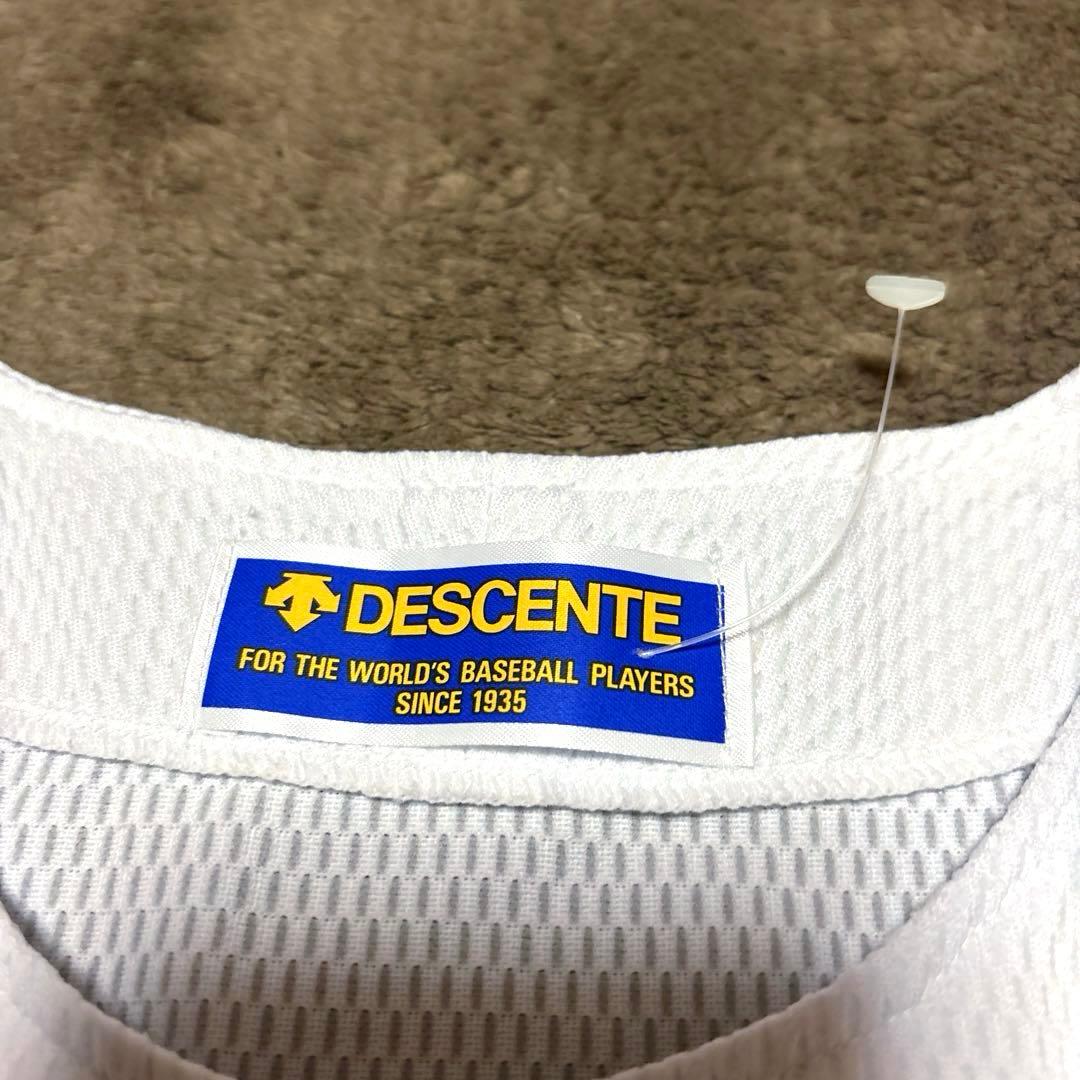 DESCENTE
FOR THE WORLD'S BASEBALL PLAYERS
SINCE 1935